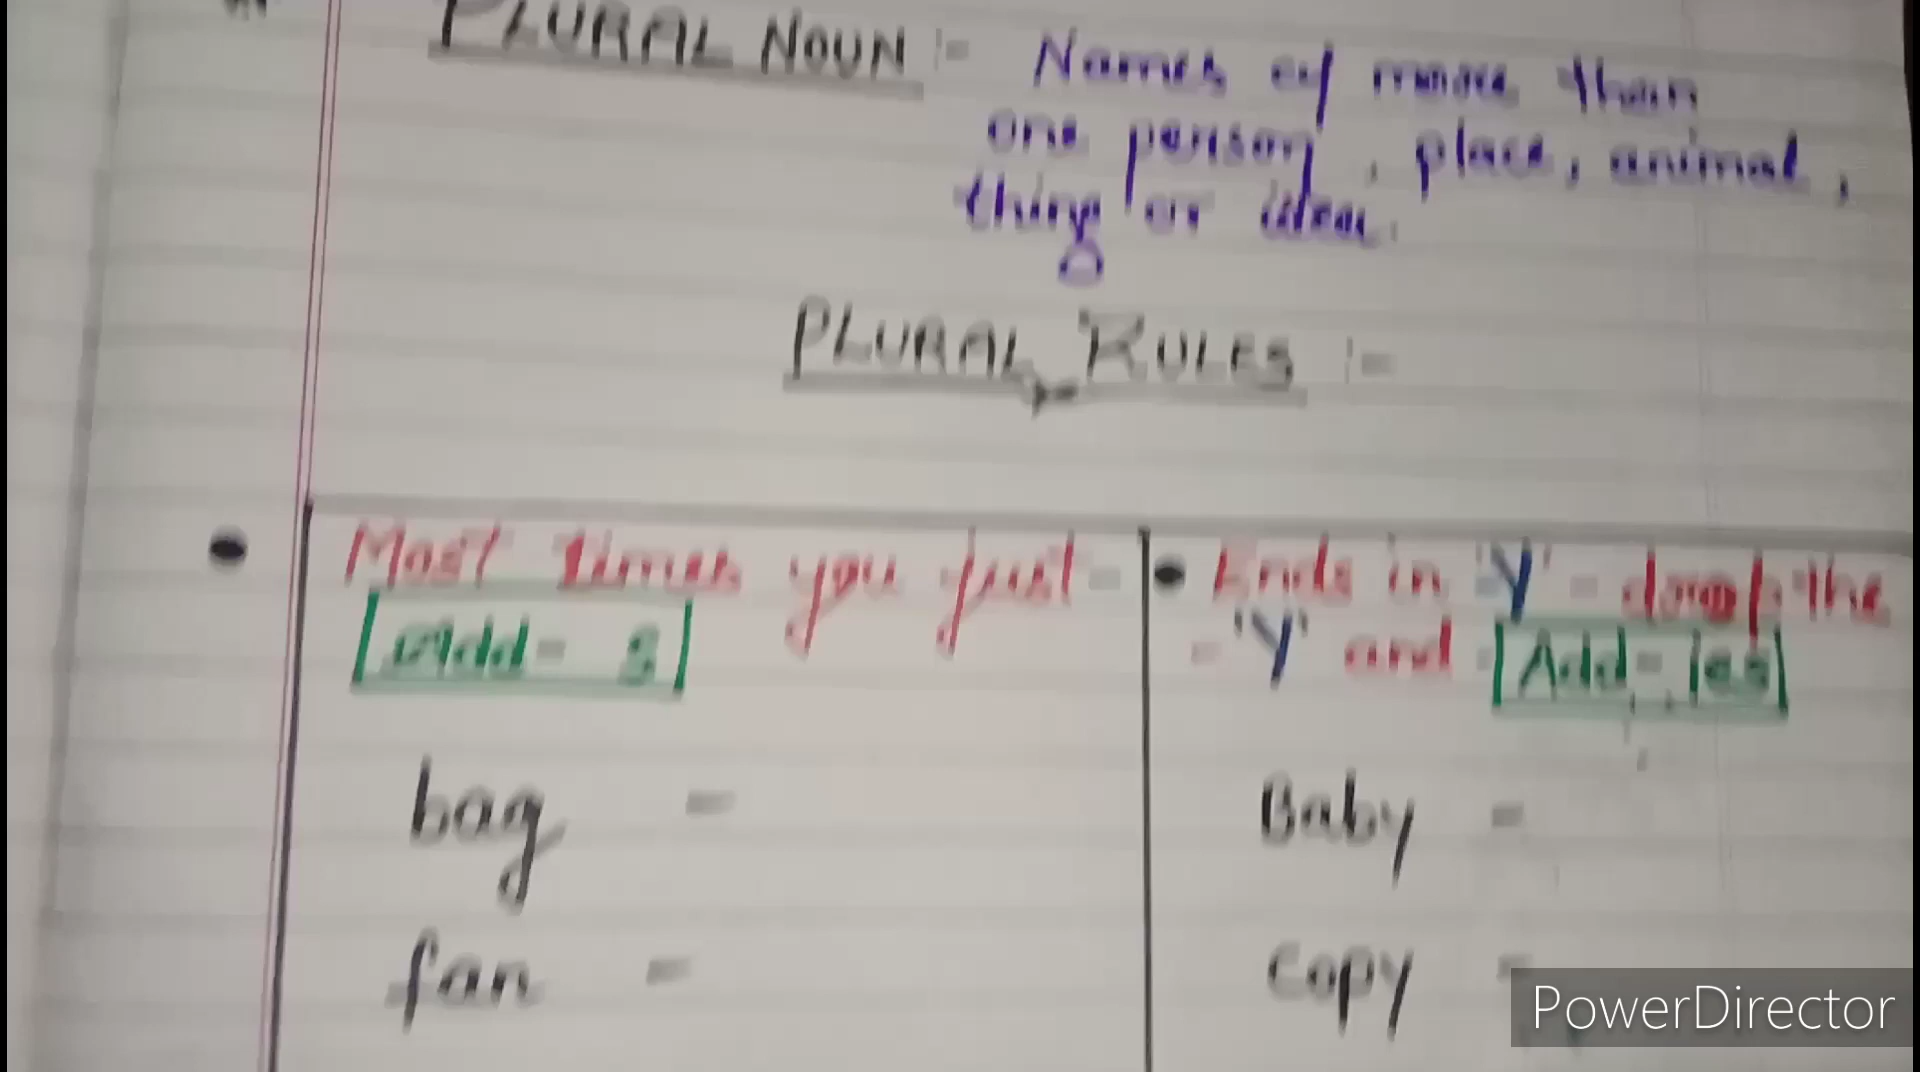 PLURAL NOUN :- Names of more than
one person, place, animal,
thing or idea.
PLURAL RULES :-
• Most times you just -
Add - s
• Ends in 'Y' - drop the
- 'Y' and Add - ies
bag =
fan =
Baby =
Copy =
PowerDirector